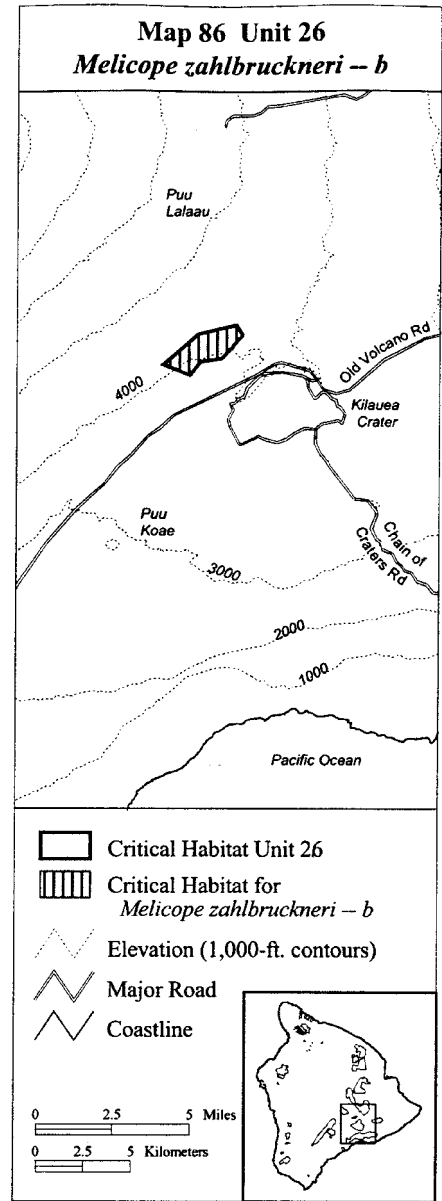 Map 86 Unit 26
Melicope zahlbruckneri -- b
Puu
Lalaau
Old Volcano Rd
4000
Kilauea
Crater
Puu
Koae
Chain of
Craters Rd
3000
2000
1000
Pacific Ocean
Critical Habitat Unit 26
Critical Habitat for
Melicope zahlbruckneri -- b
Elevation (1,000-ft. contours)
Major Road
Coastline
0 2.5 5 Miles
0 2.5 5 Kilometers